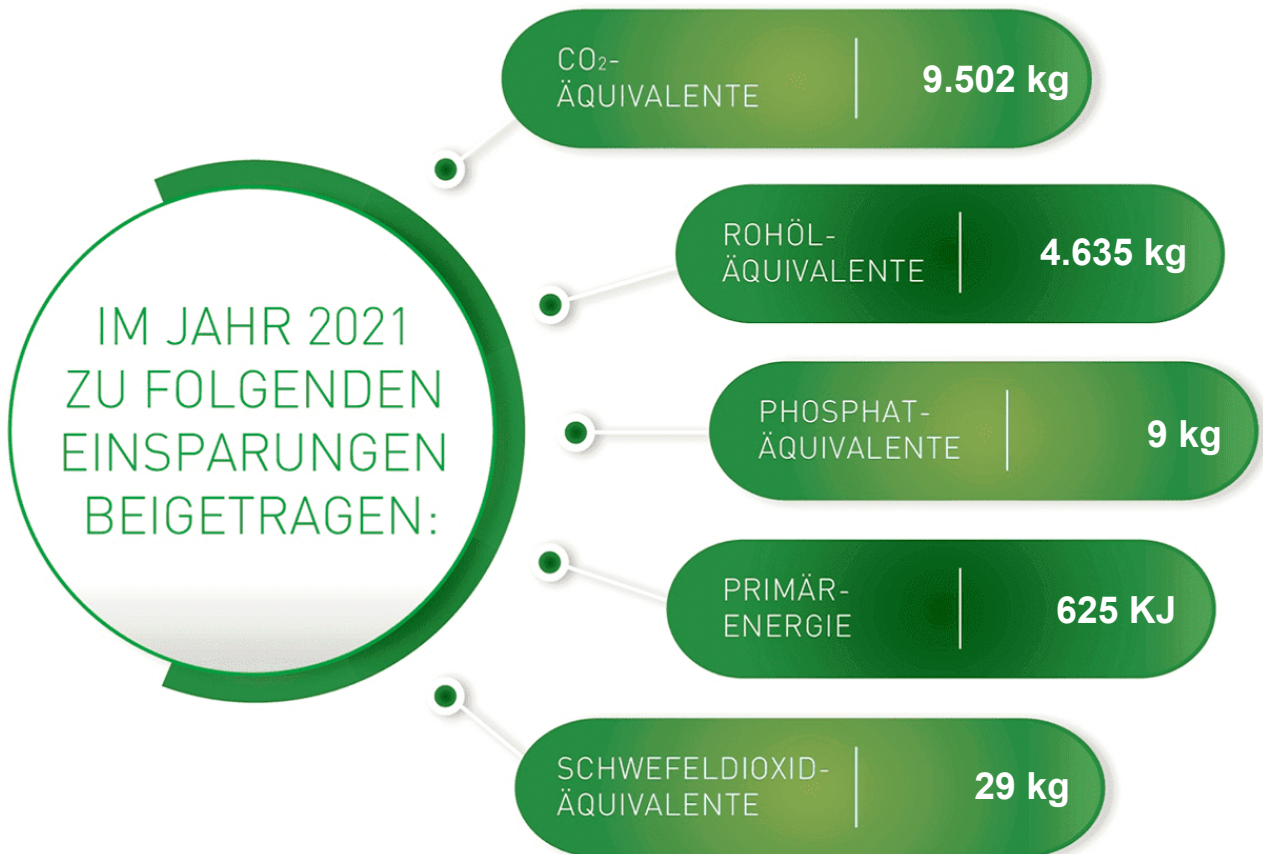 IM JAHR 2021
ZU FOLGENDEN
EINSPARUNGEN
BEIGETRAGEN:
CO₂-
ÄQUIVALENTE
9.502 kg
ROHÖL-
ÄQUIVALENTE
4.635 kg
PHOSPHAT-
ÄQUIVALENTE
9 kg
PRIMÄR-
ENERGIE
625 KJ
SCHWEFELDIOXID-
ÄQUIVALENTE
29 kg